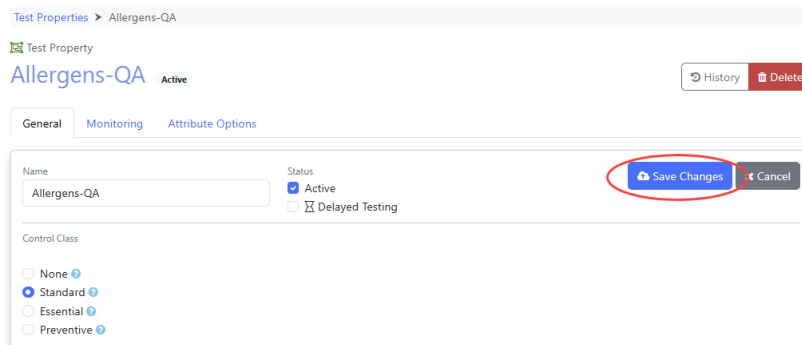 Test Properties > Allergens-QA
Test Property
Allergens-QA Active
History Delete
General Monitoring Attribute Options
Name Status
Allergens-QA Active Save Changes Cancel
Delayed Testing
Control Class
None
Standard
Essential
Preventive